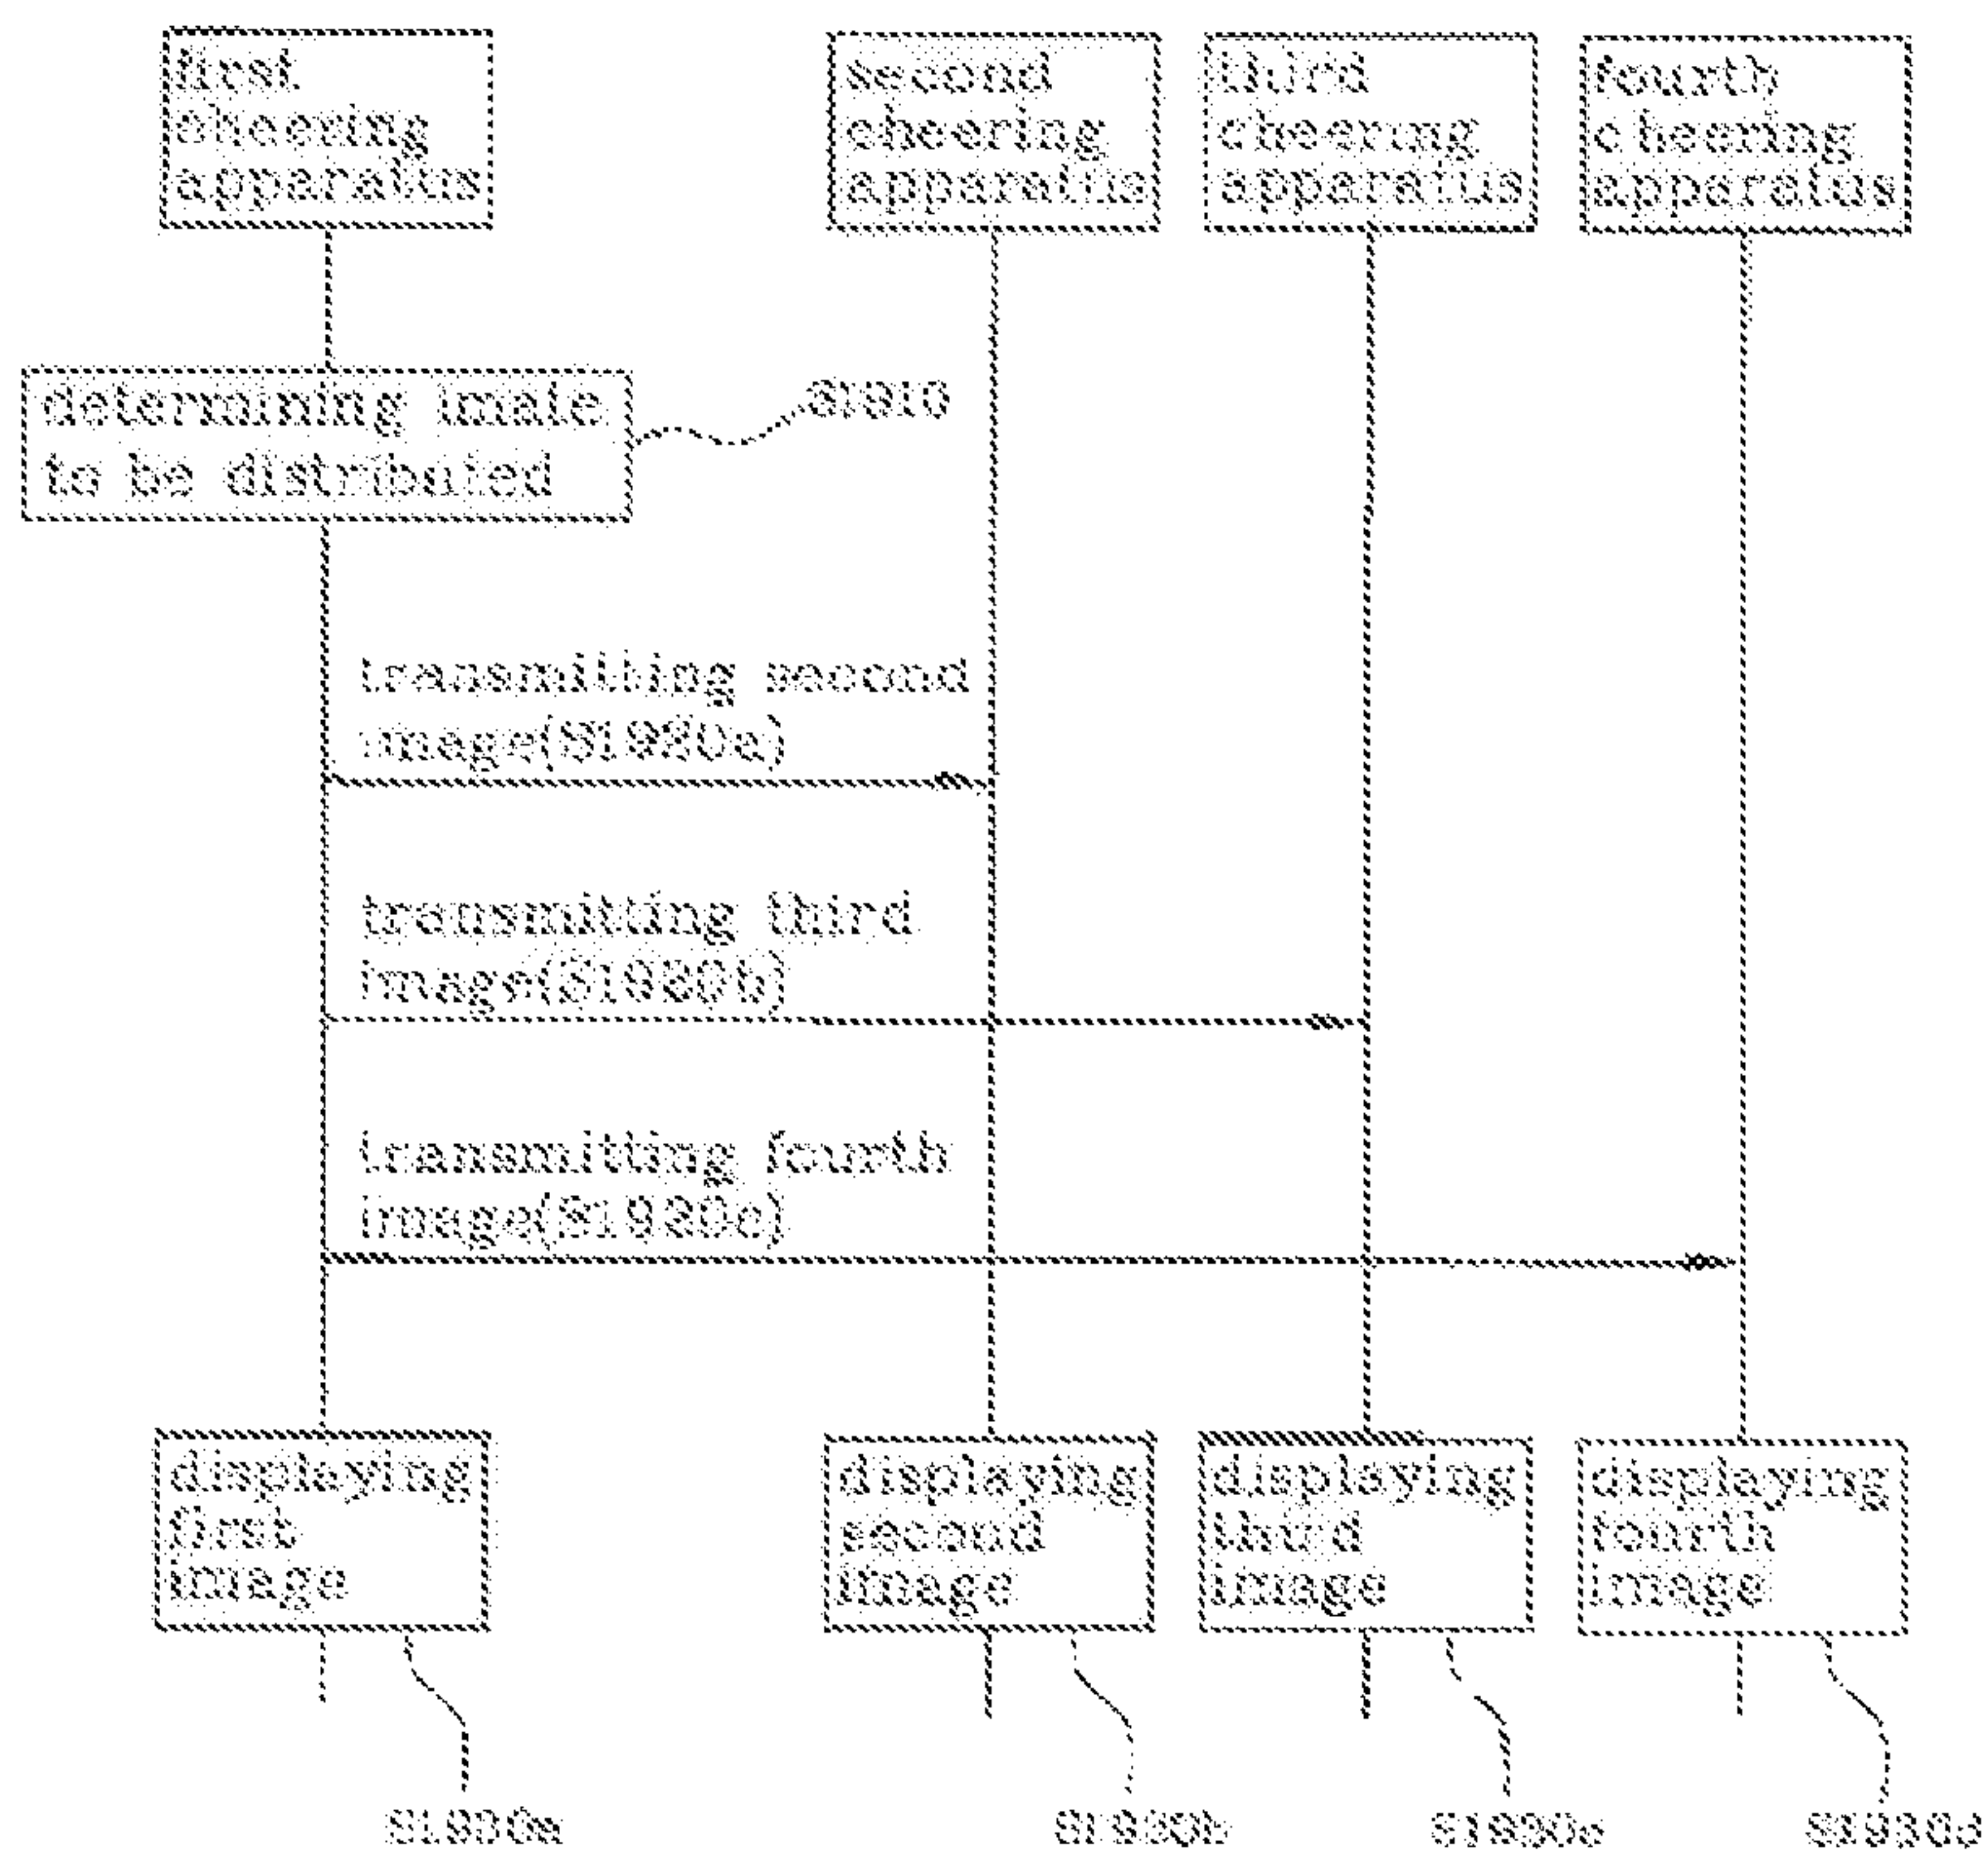 first
cheering
apparatus
second
cheering
apparatus
third
cheering
apparatus
fourth
cheering
apparatus
determining imate
to be distributed
S1910
transmitting second
image(S1920a)
transmitting third
image(S1920b)
transmitting fourth
image(S1920c)
displaying
first
image
displaying
second
image
displaying
third
image
displaying
fourth
image
S1930a
S1930b
S1930c
S1930d